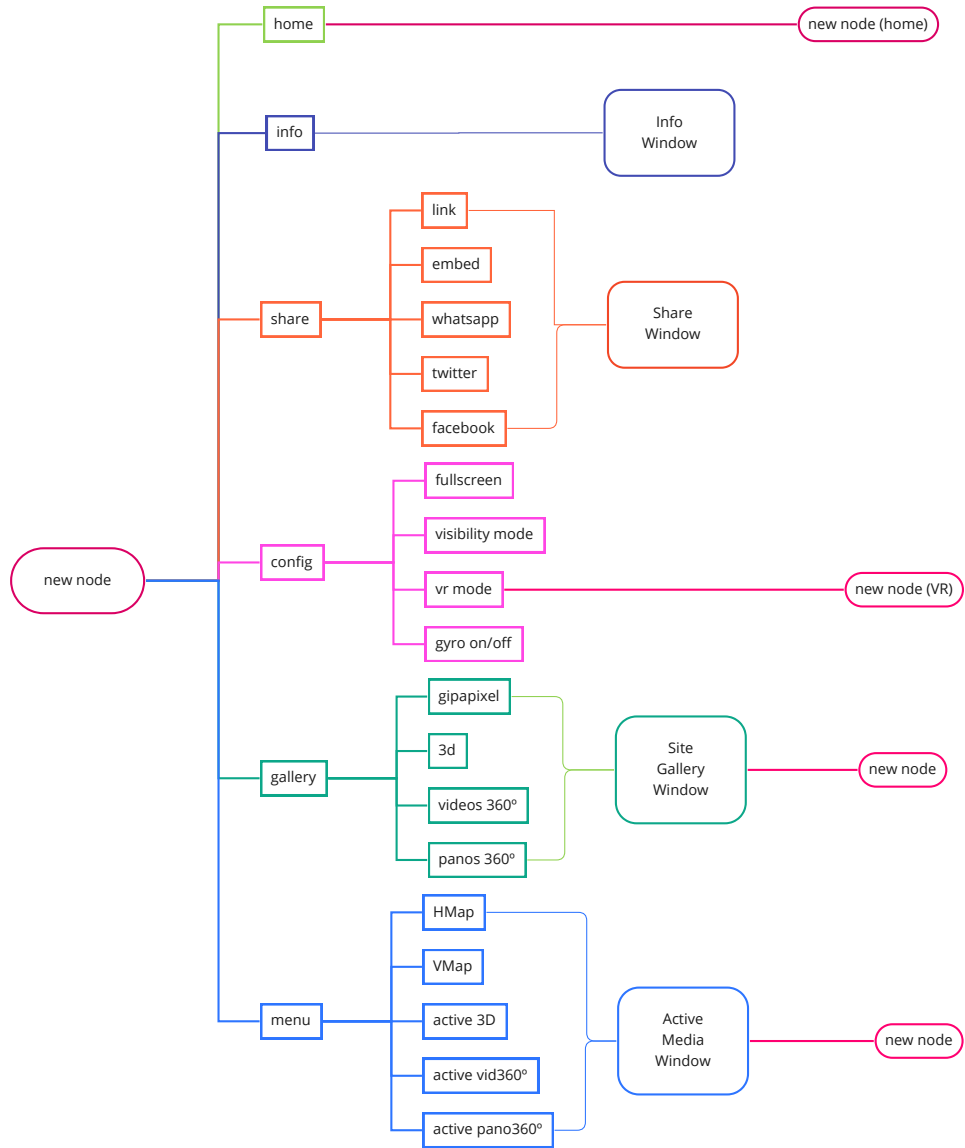 home
new node (home)
info
Info
Window
link
embed
share
whatsapp
Share
Window
twitter
facebook
fullscreen
visibility mode
new node
config
vr mode
new node (VR)
gyro on/off
gipapixel
3d
gallery
videos 360º
panos 360º
Site
Gallery
Window
new node
HMap
VMap
menu
active 3D
active vid360º
active pano360º
Active
Media
Window
new node